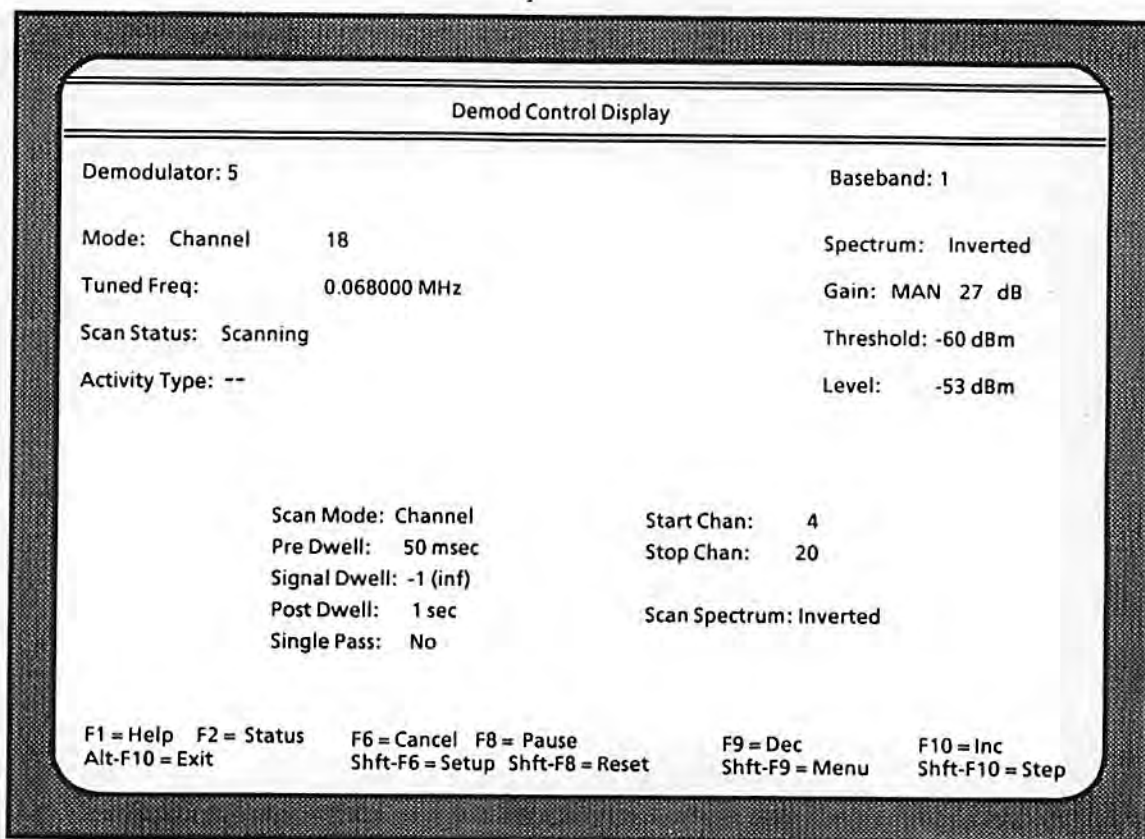 Demod Control Display
Demodulator: 5 Baseband: 1
Mode: Channel 18 Spectrum: Inverted
Tuned Freq: 0.068000 MHz Gain: MAN 27 dB
Scan Status: Scanning Threshold: -60 dBm
Activity Type: -- Level: -53 dBm
Scan Mode: Channel Start Chan: 4
Pre Dwell: 50 msec Stop Chan: 20
Signal Dwell: -1 (inf)
Post Dwell: 1 sec Scan Spectrum: Inverted
Single Pass: No
F1 = Help F2 = Status F6 = Cancel F8 = Pause F9 = Dec F10 = Inc
Alt-F10 = Exit Shft-F6 = Setup Shft-F8 = Reset Shft-F9 = Menu Shft-F10 = Step